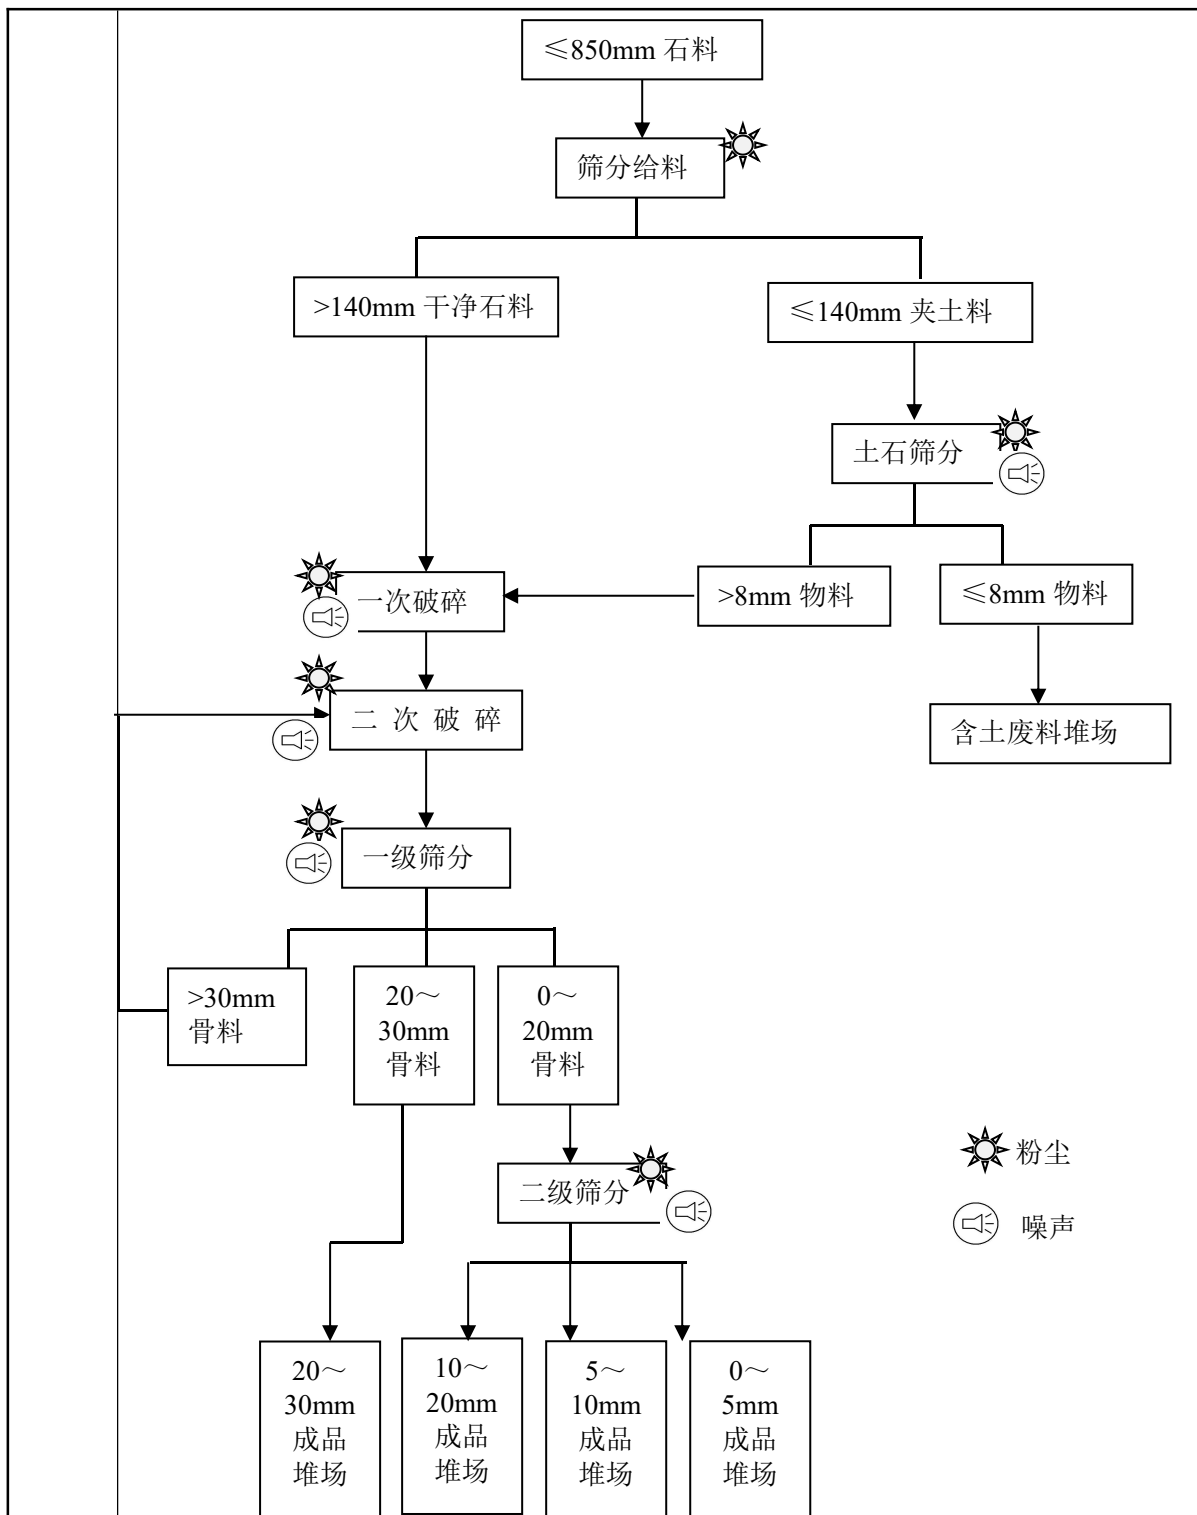 ≤850mm 石料
筛分给料
>140mm 干净石料
≤140mm 夹土料
土石筛分
一次破碎
>8mm 物料
≤8mm 物料
二 次 破 碎
含土废料堆场
一级筛分
>30mm
骨料
20～
30mm
骨料
0～
20mm
骨料
粉尘
二级筛分
噪声
20～
30mm
成品
堆场
10～
20mm
成品
堆场
5～
10mm
成品
堆场
0～
5mm
成品
堆场